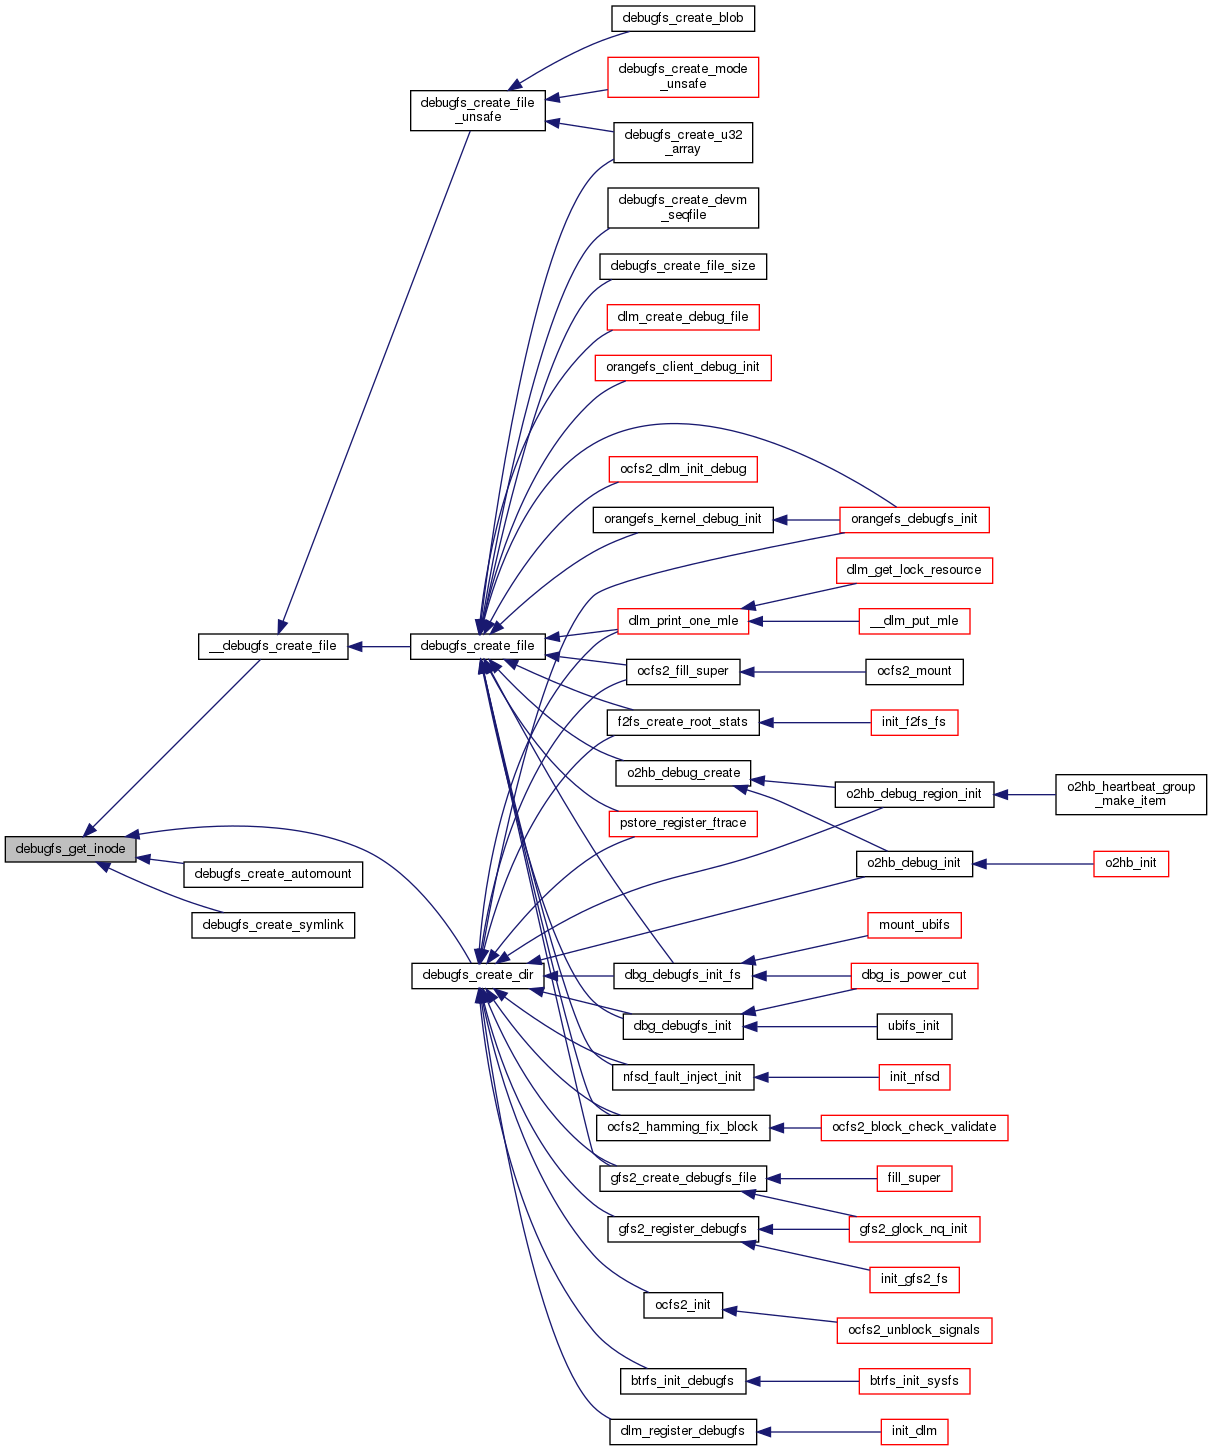 debugfs_create_blob
debugfs_create_mode
_unsafe
debugfs_create_file
_unsafe
debugfs_create_u32
_array
debugfs_create_devm
_seqfile
debugfs_create_file_size
dlm_create_debug_file
orangefs_client_debug_init
ocfs2_dlm_init_debug
orangefs_kernel_debug_init
orangefs_debugfs_init
dlm_get_lock_resource
dlm_print_one_mle
__dlm_put_mle
__debugfs_create_file
debugfs_create_file
ocfs2_fill_super
ocfs2_mount
f2fs_create_root_stats
init_f2fs_fs
o2hb_debug_create
o2hb_debug_region_init
o2hb_heartbeat_group
_make_item
pstore_register_ftrace
debugfs_get_inode
o2hb_debug_init
o2hb_init
debugfs_create_automount
debugfs_create_symlink
mount_ubifs
debugfs_create_dir
dbg_debugfs_init_fs
dbg_is_power_cut
dbg_debugfs_init
ubifs_init
nfsd_fault_inject_init
init_nfsd
ocfs2_hamming_fix_block
ocfs2_block_check_validate
gfs2_create_debugfs_file
fill_super
gfs2_register_debugfs
gfs2_glock_nq_init
init_gfs2_fs
ocfs2_init
ocfs2_unblock_signals
btrfs_init_debugfs
btrfs_init_sysfs
dlm_register_debugfs
init_dlm